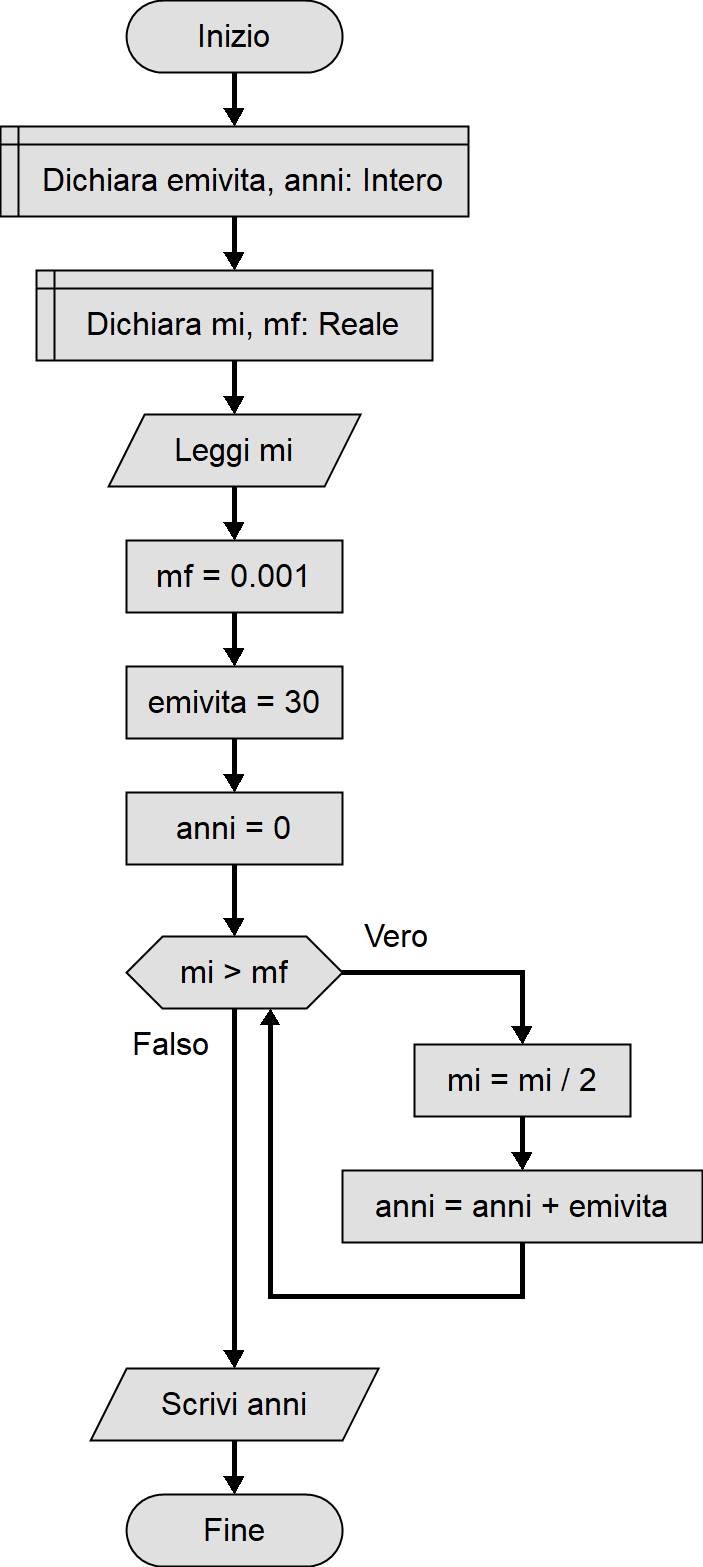 Inizio
Dichiara emivita, anni: Intero
Dichiara mi, mf: Reale
Leggi mi
mf = 0.001
emivita = 30
anni = 0
mi > mf
Vero
Falso
mi = mi / 2
anni = anni + emivita
Scrivi anni
Fine